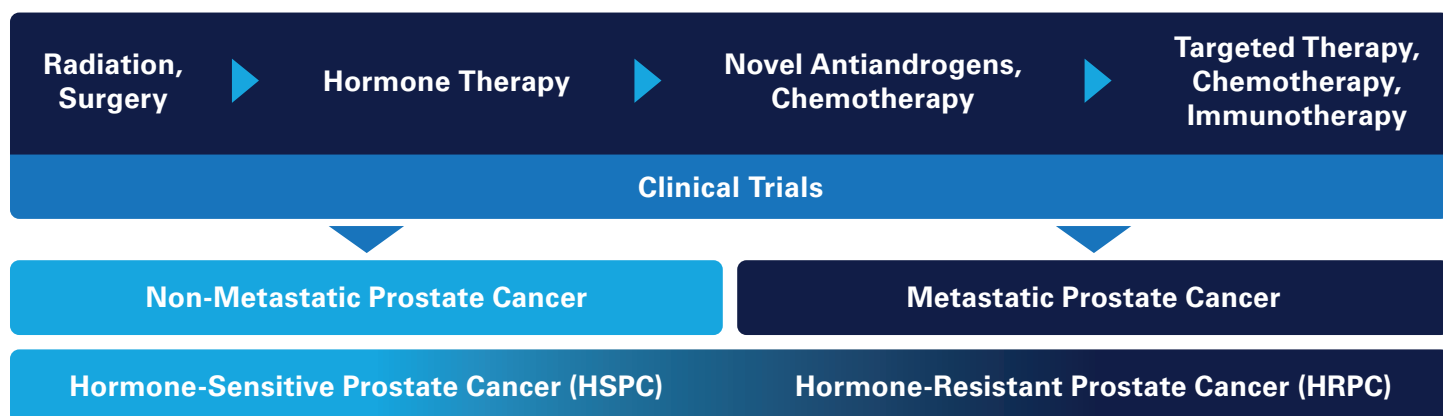 Radiation,
Surgery
Hormone Therapy
Novel Antiandrogens,
Chemotherapy
Targeted Therapy,
Chemotherapy,
Immunotherapy
Clinical Trials
Non-Metastatic Prostate Cancer
Metastatic Prostate Cancer
Hormone-Sensitive Prostate Cancer (HSPC)
Hormone-Resistant Prostate Cancer (HRPC)